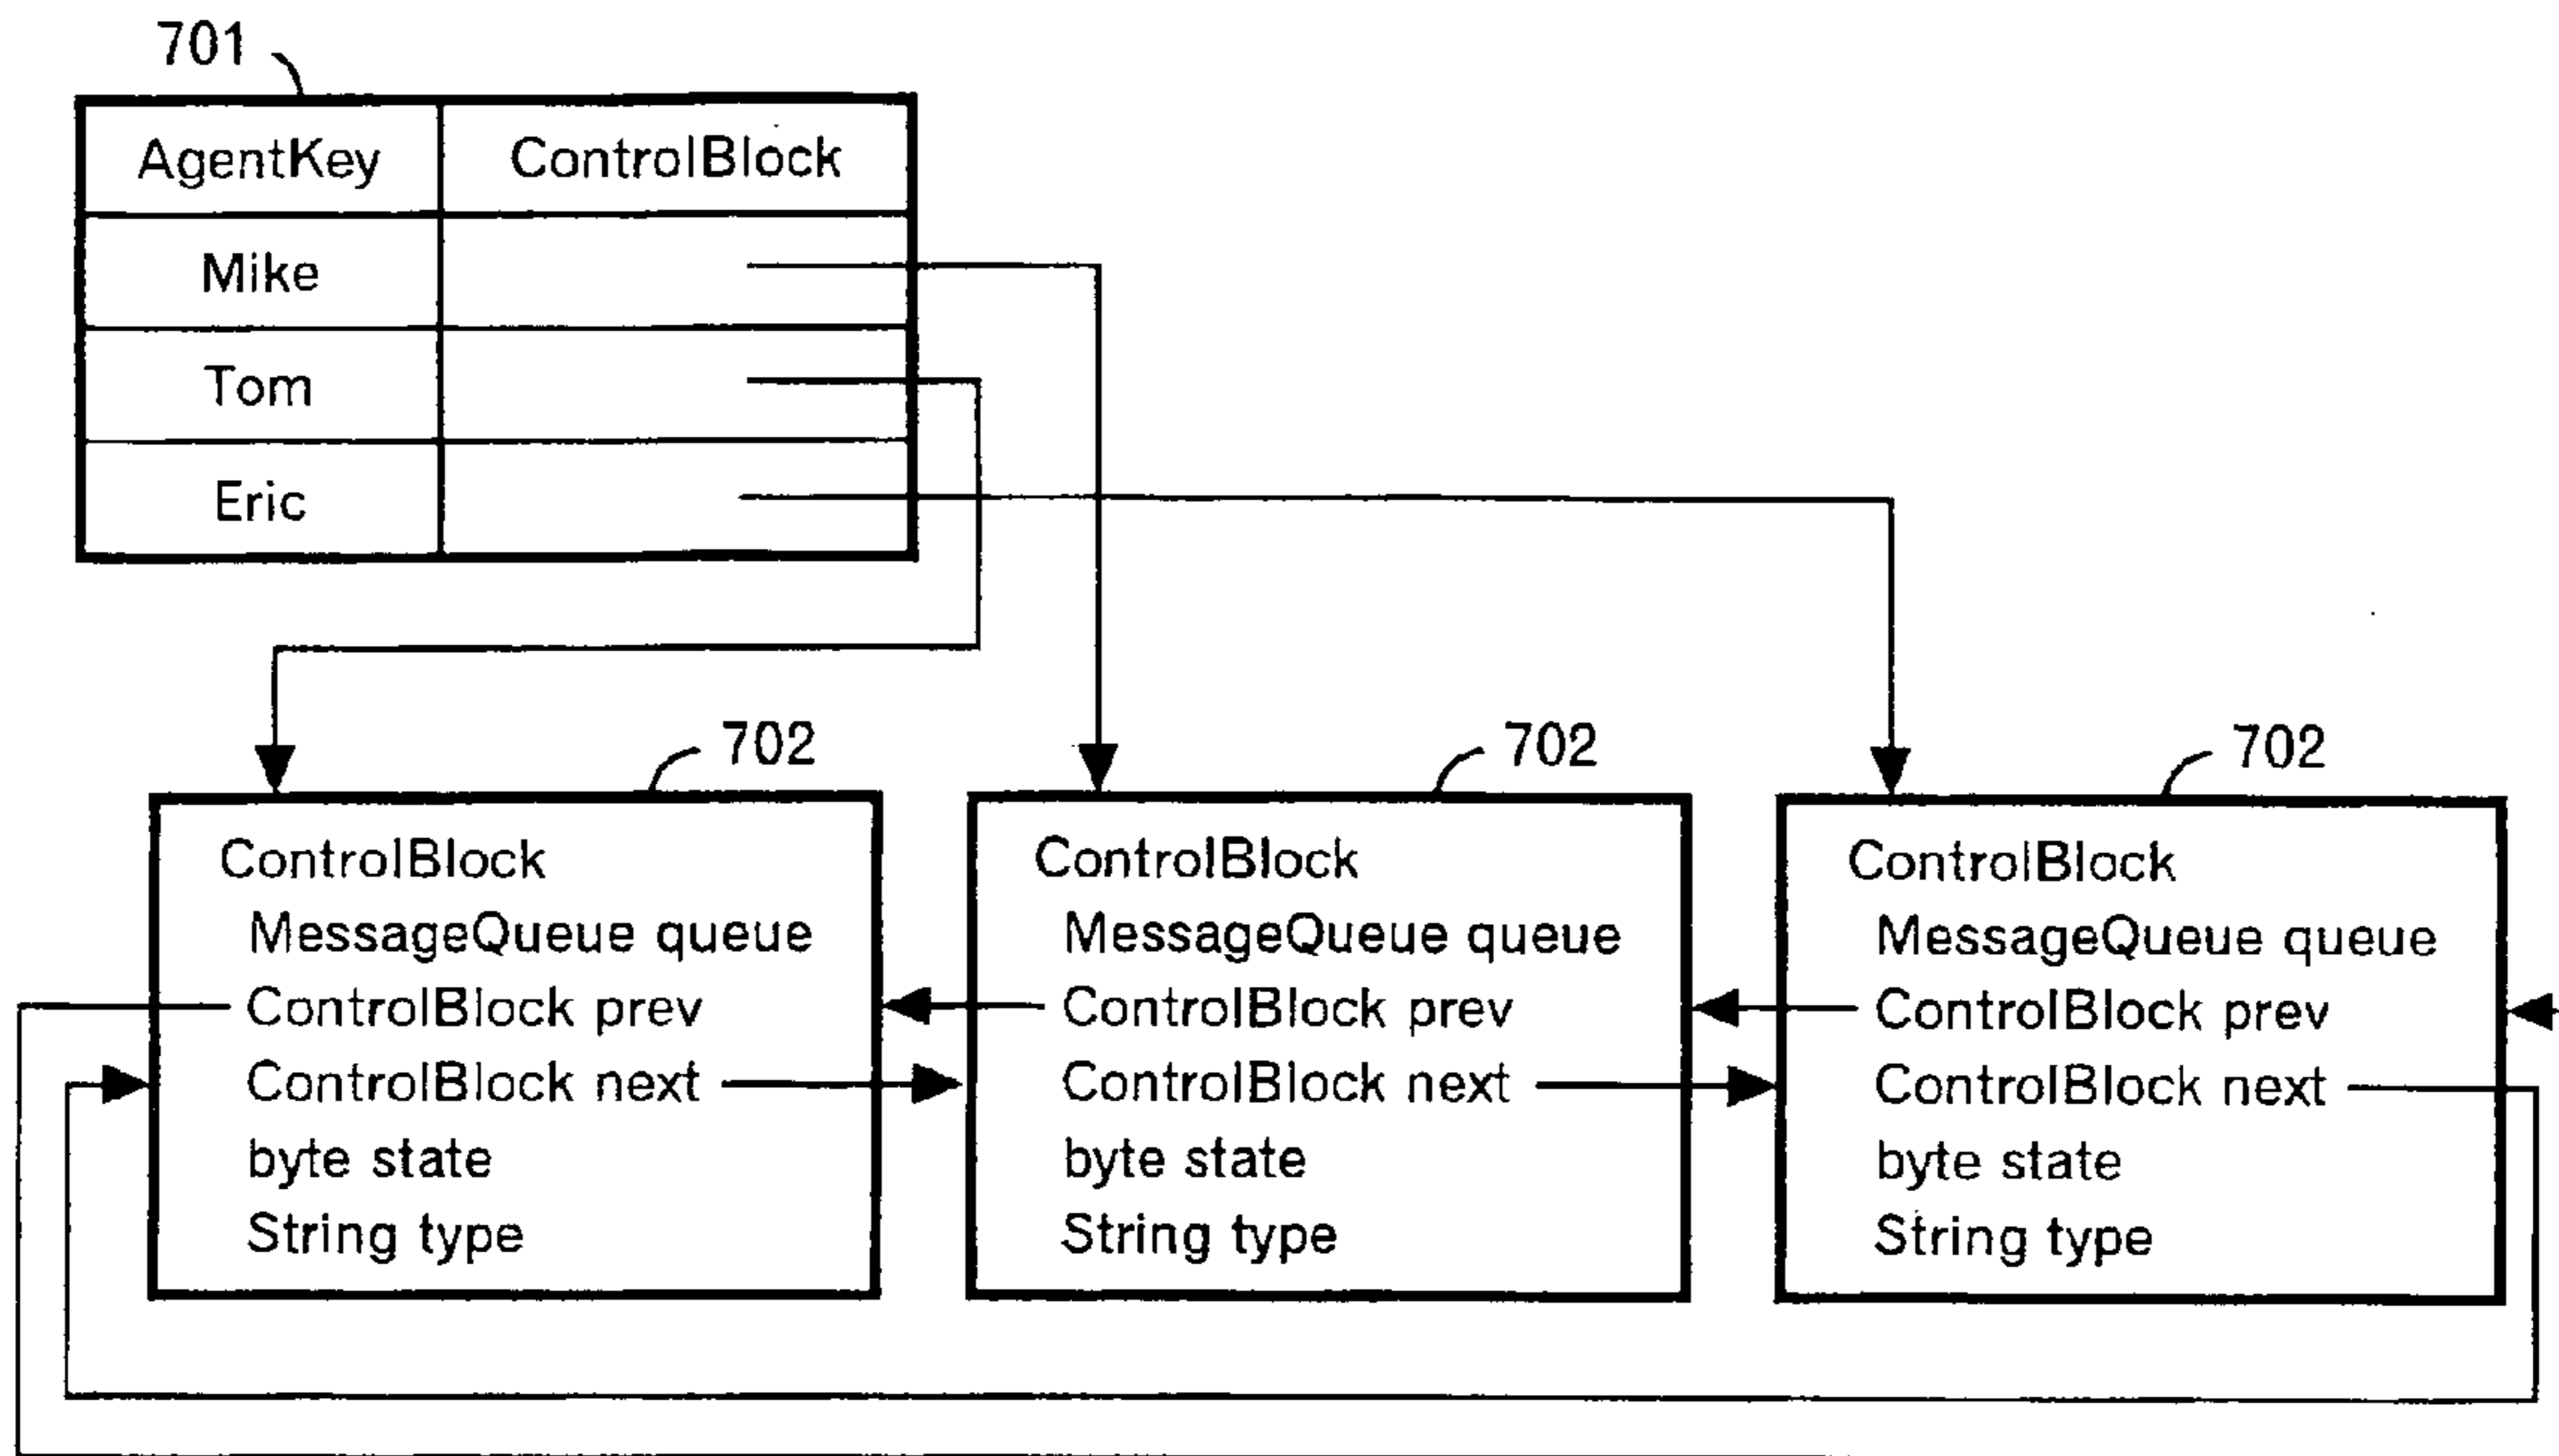 701
AgentKey ControlBlock
Mike
Tom
Eric
702
702
702
ControlBlock
MessageQueue queue
ControlBlock prev
ControlBlock next
byte state
String type
ControlBlock
MessageQueue queue
ControlBlock prev
ControlBlock next
byte state
String type
ControlBlock
MessageQueue queue
ControlBlock prev
ControlBlock next
byte state
String type